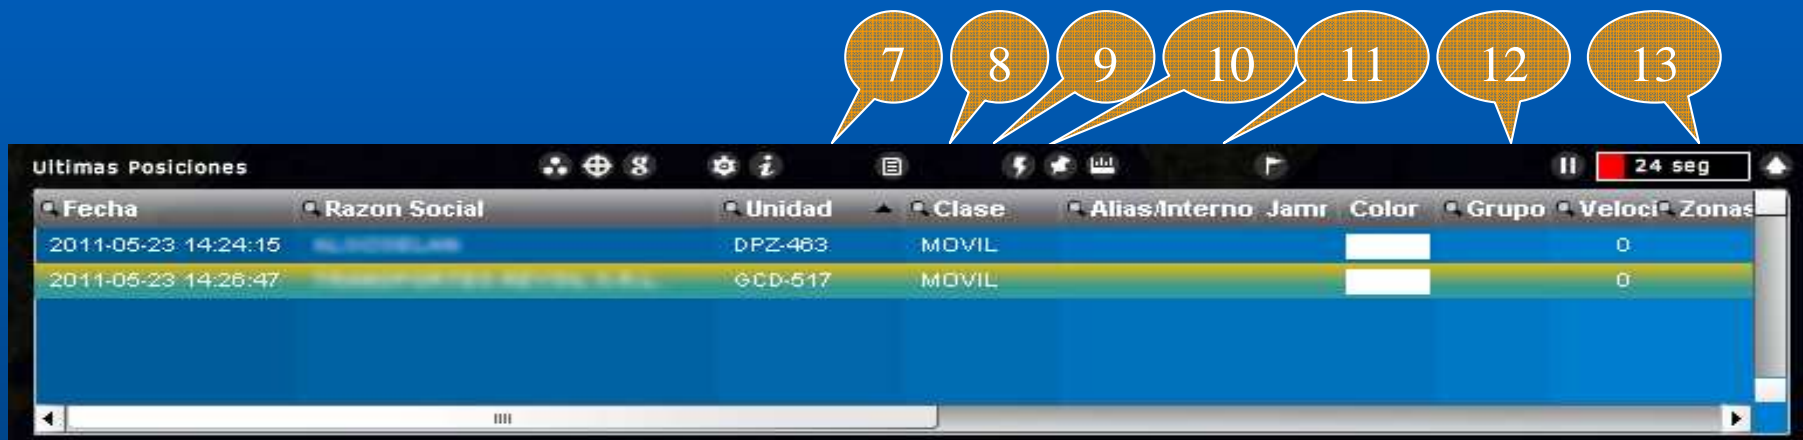 7 8 9 10 11 12 13
Ultimas Posiciones g i 24 seg
Fecha Razon Social Unidad Clase Alias/Interno Jamr Color Grupo Veloci Zonas
2011-05-23 14:24:15 DPZ-463 MOVIL 0
2011-05-23 14:26:47 GCD-517 MOVIL 0